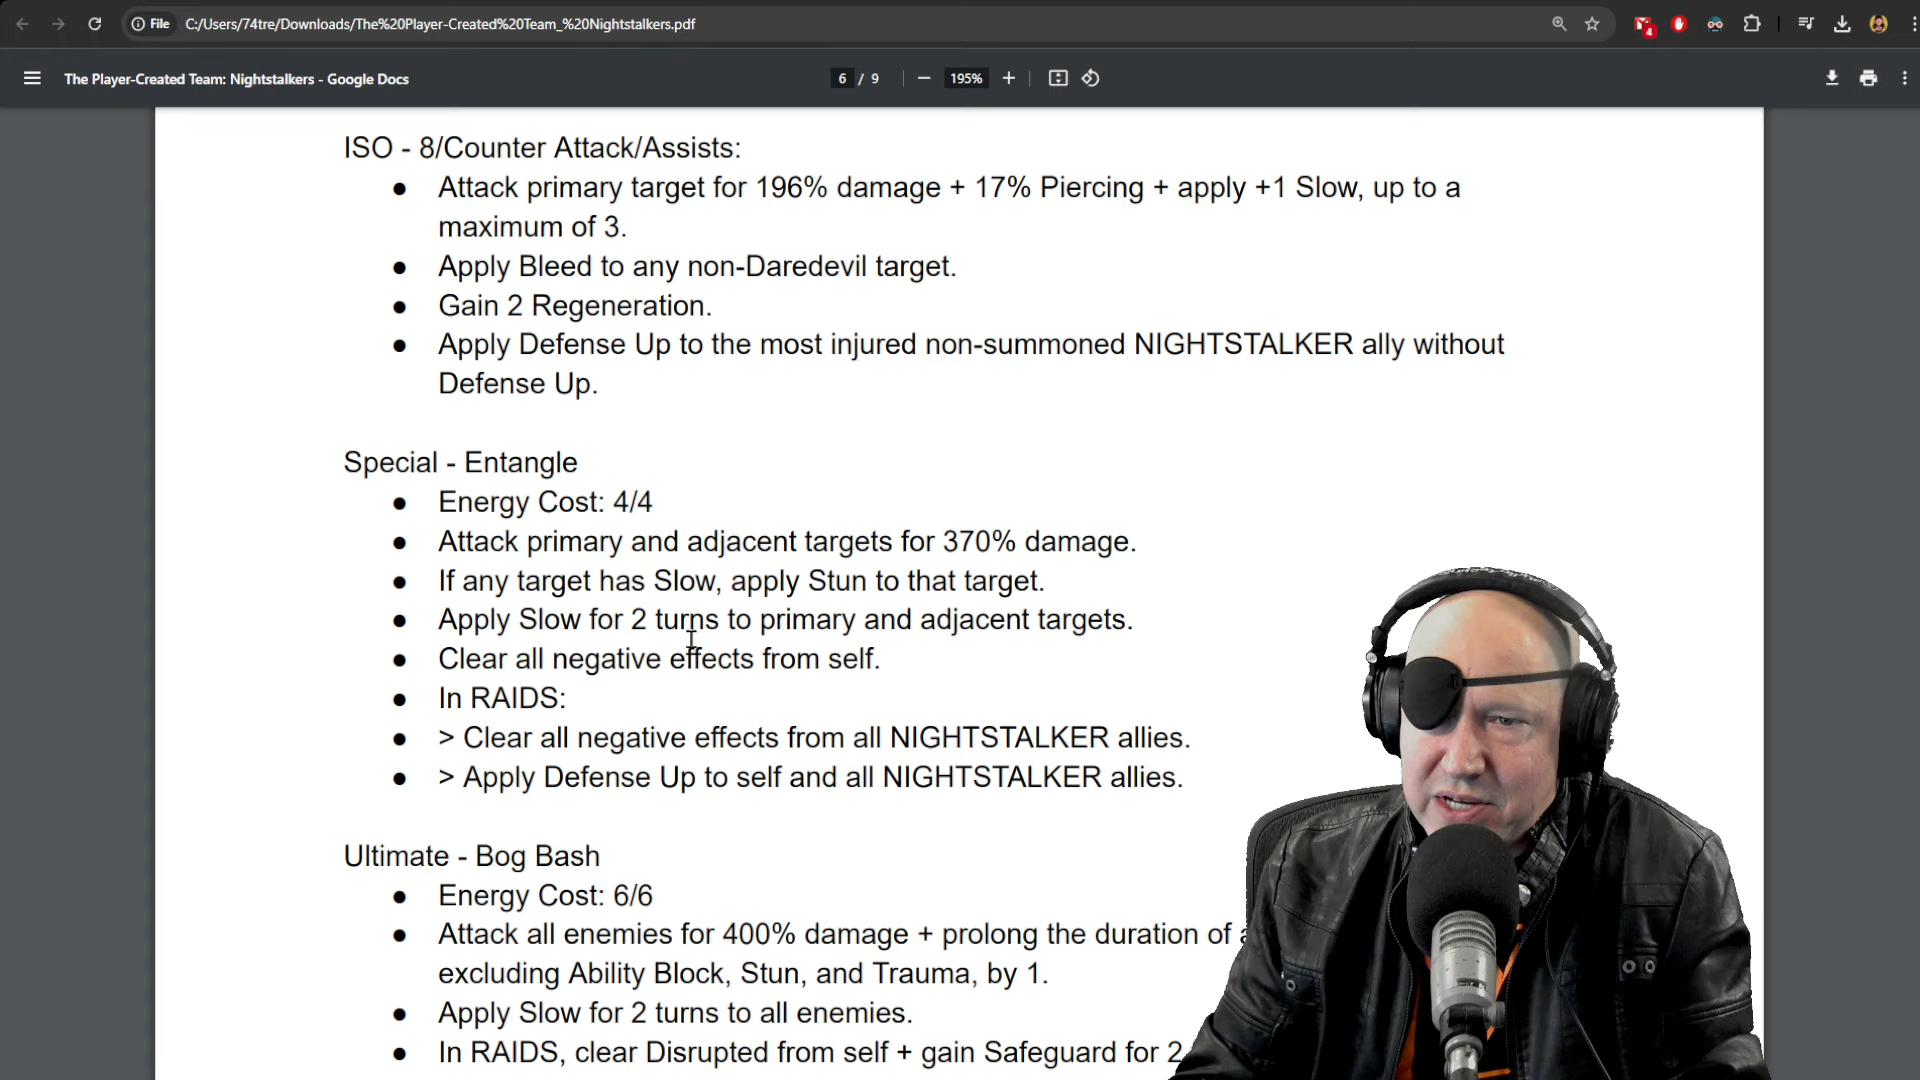 File C:/Users/74tre/Downloads/The%20Player-Created%20Team_%20Nightstalkers.pdf
4
The Player-Created Team: Nightstalkers - Google Docs
6 / 9
195%
ISO - 8/Counter Attack/Assists:
● Attack primary target for 196% damage + 17% Piercing + apply +1 Slow, up to a
maximum of 3.
● Apply Bleed to any non-Daredevil target.
● Gain 2 Regeneration.
● Apply Defense Up to the most injured non-summoned NIGHTSTALKER ally without
Defense Up.
Special - Entangle
● Energy Cost: 4/4
● Attack primary and adjacent targets for 370% damage.
● If any target has Slow, apply Stun to that target.
● Apply Slow for 2 turns to primary and adjacent targets.
● Clear all negative effects from self.
● In RAIDS:
● > Clear all negative effects from all NIGHTSTALKER allies.
● > Apply Defense Up to self and all NIGHTSTALKER allies.
Ultimate - Bog Bash
● Energy Cost: 6/6
● Attack all enemies for 400% damage + prolong the duration of
excluding Ability Block, Stun, and Trauma, by 1.
● Apply Slow for 2 turns to all enemies.
● In RAIDS, clear Disrupted from self + gain Safeguard for 2